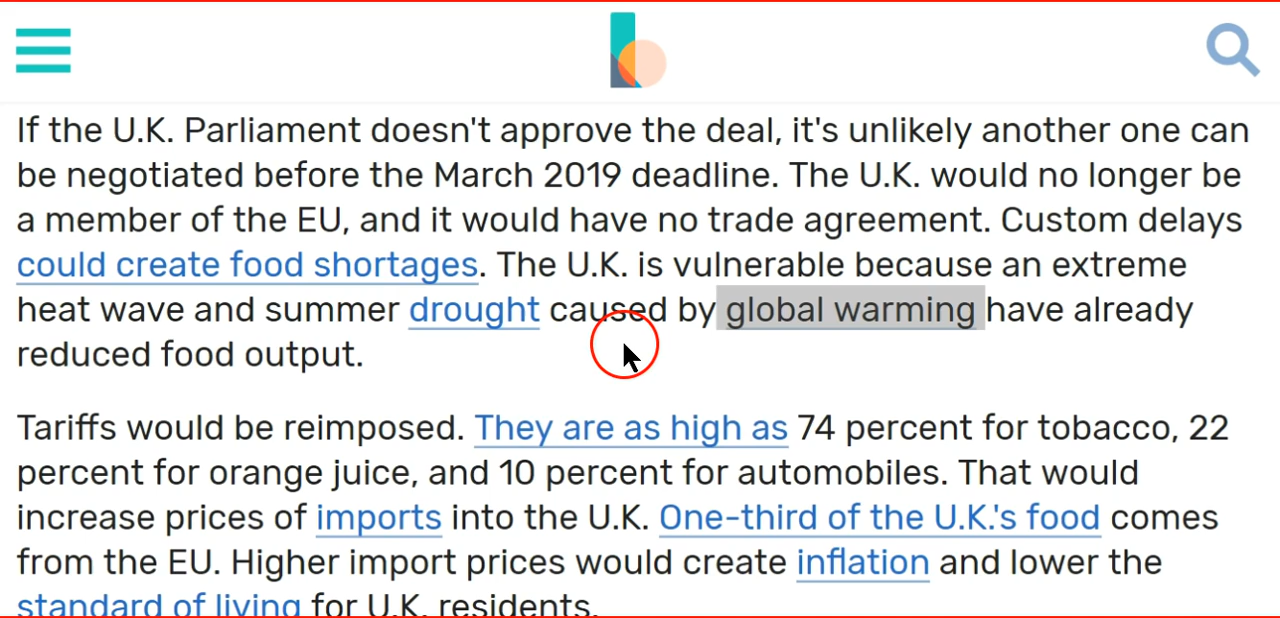 If the U.K. Parliament doesn't approve the deal, it's unlikely another one can
be negotiated before the March 2019 deadline. The U.K. would no longer be
a member of the EU, and it would have no trade agreement. Custom delays
could create food shortages. The U.K. is vulnerable because an extreme
heat wave and summer drought caused by global warming have already
reduced food output.
Tariffs would be reimposed. They are as high as 74 percent for tobacco, 22
percent for orange juice, and 10 percent for automobiles. That would
increase prices of imports into the U.K. One-third of the U.K.'s food comes
from the EU. Higher import prices would create inflation and lower the
standard of living for U.K. residents.